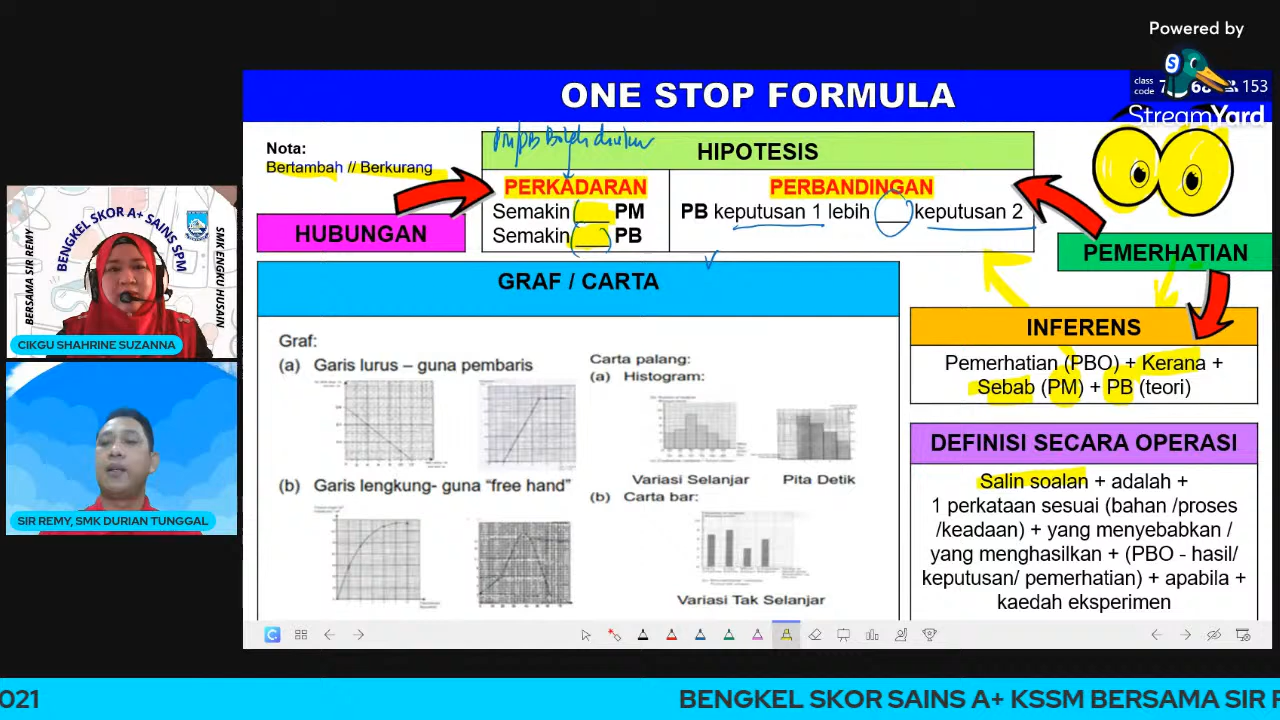 Powered by
StreamYard
class code
153
ONE STOP FORMULA
Nota:
Bertambah // Berkurang
HUBUNGAN
HIPOTESIS
PERKADARAN
Semakin ___ PM
Semakin ___ PB
PERBANDINGAN
PB keputusan 1 lebih ___ keputusan 2
PEMERHATIAN
INFERENS
Pemerhatian (PBO) + Kerana +
Sebab (PM) + PB (teori)
DEFINISI SECARA OPERASI
Salin soalan + adalah +
1 perkataan sesuai (bahan /proses
/keadaan) + yang menyebabkan /
yang menghasilkan + (PBO - hasil/
keputusan/ pemerhatian) + apabila +
kaedah eksperimen
GRAF / CARTA
Graf:
(a) Garis lurus – guna pembaris
(b) Garis lengkung- guna “free hand”
Carta palang:
(a) Histogram:
Variasi Selanjar
Pita Detik
(b) Carta bar:
Variasi Tak Selanjar
BERSAMA SIR REMY
BENGKEL SKOR A+ SAINS SPM
SMK ENGKU HUSAIN
CIKGU SHAHRINE SUZANNA
SIR REMY, SMK DURIAN TUNGGAL
2021
BENGKEL SKOR SAINS A+ KSSM BERSAMA SIR